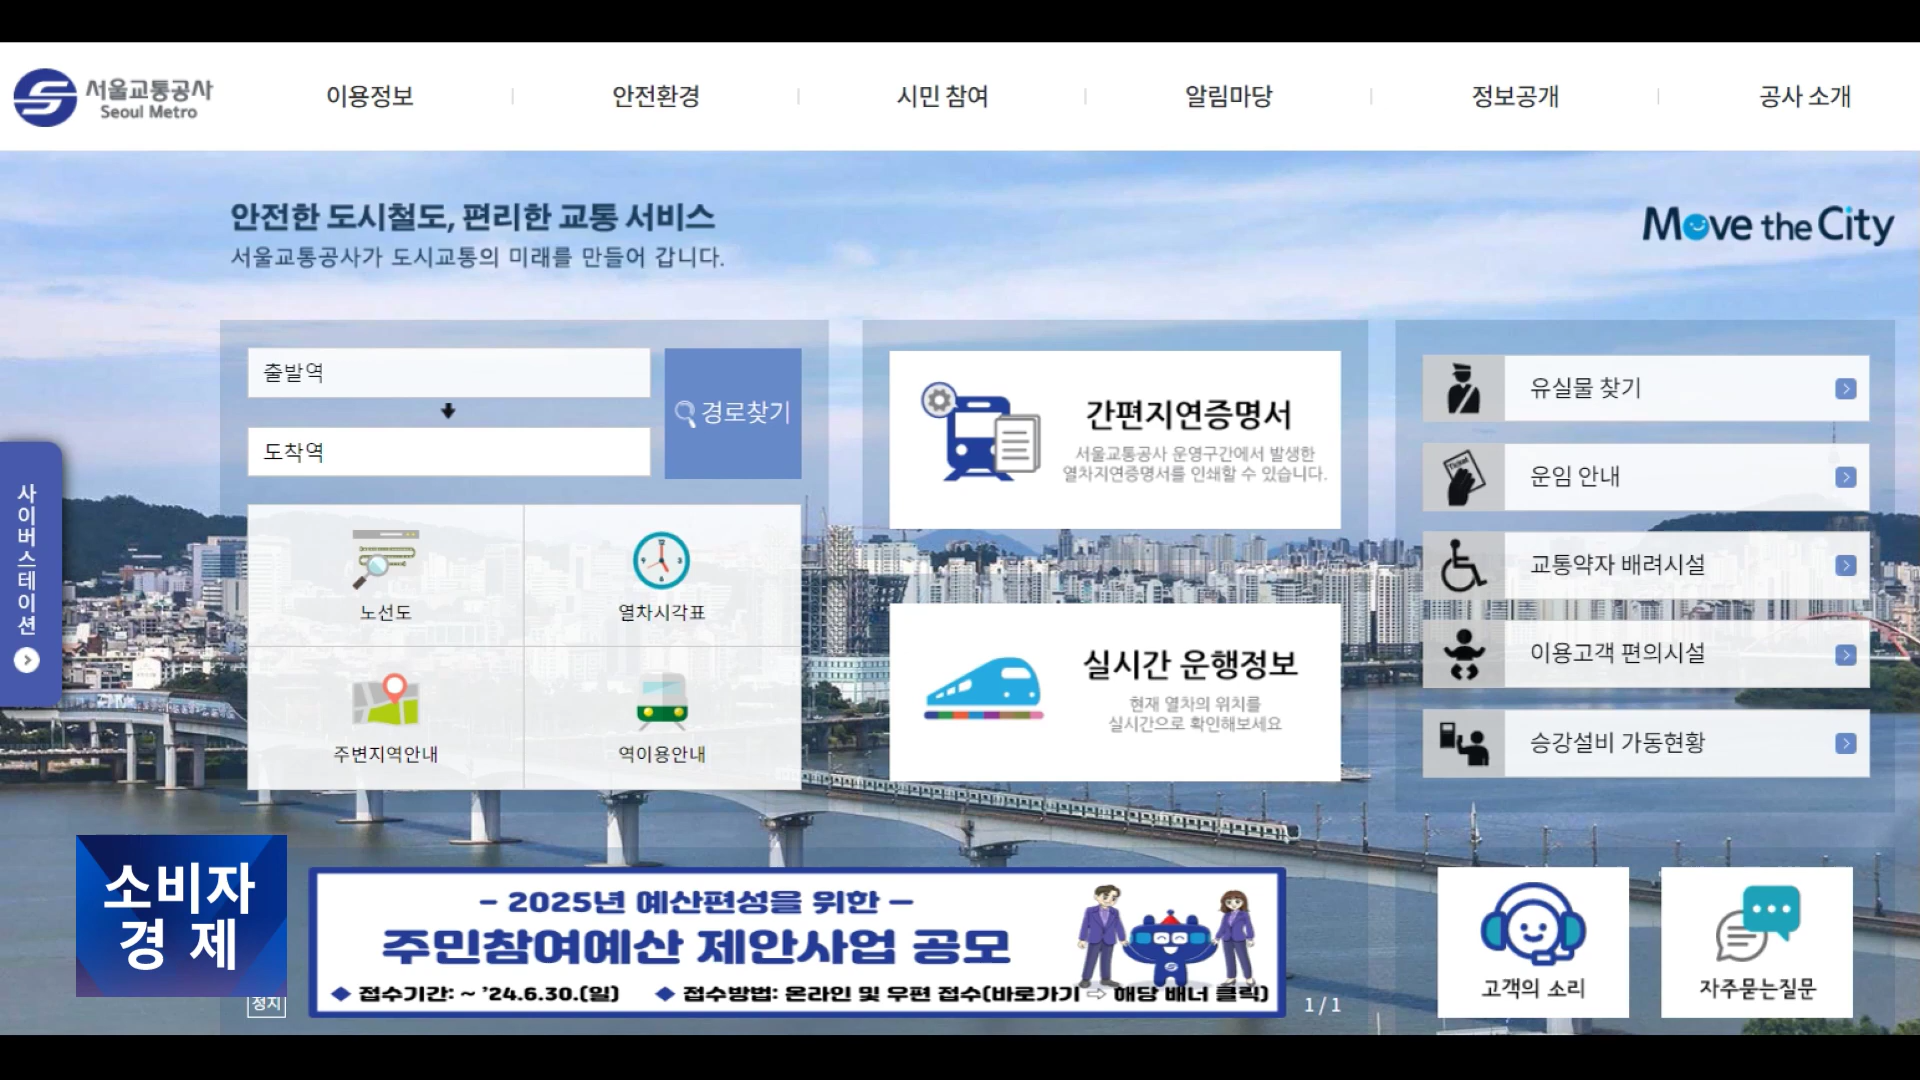 서울교통공사
Seoul Metro
이용정보
안전환경
시민 참여
알림마당
정보공개
공사 소개
안전한 도시철도, 편리한 교통 서비스
서울교통공사가 도시교통의 미래를 만들어 갑니다.
Move the City
출발역
도착역
경로찾기
노선도
열차시각표
주변지역안내
역이용안내
간편지연증명서
서울교통공사 운영구간에서 발생한
열차지연증명서를 인쇄할 수 있습니다.
실시간 운행정보
현재 열차의 위치를
실시간으로 확인해보세요
유실물 찾기
Ticket
운임 안내
교통약자 배려시설
이용고객 편의시설
승강설비 가동현황
사이버스테이션
소비자
경제
정지
- 2025년 예산편성을 위한 -
주민참여예산 제안사업 공모
◆ 접수기간: ~ '24.6.30.(일) ◆ 접수방법: 온라인 및 우편 접수(바로가기 ⇨ 해당 배너 클릭)
1 / 1
고객의 소리
자주묻는질문